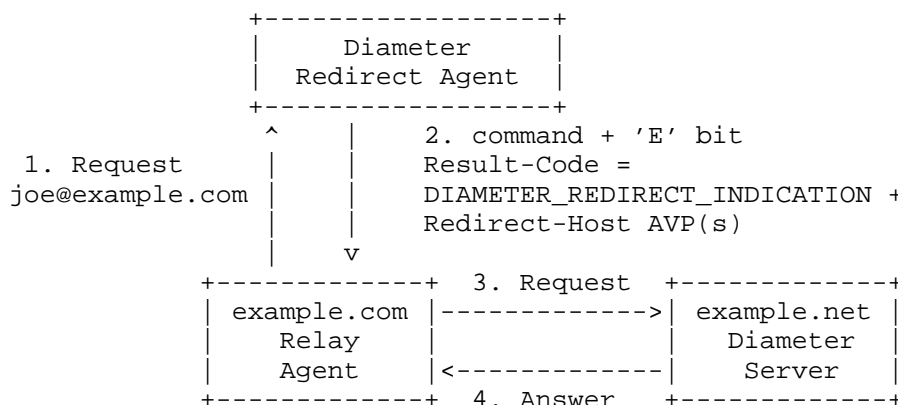 Diameter
Redirect Agent
2. command + 'E' bit
1. Request
Result-Code =
joe@example.com
DIAMETER_REDIRECT_INDICATION +
Redirect-Host AVP(s)
3. Request
example.com
example.net
Relay
Diameter
Agent
Server
4. Answer